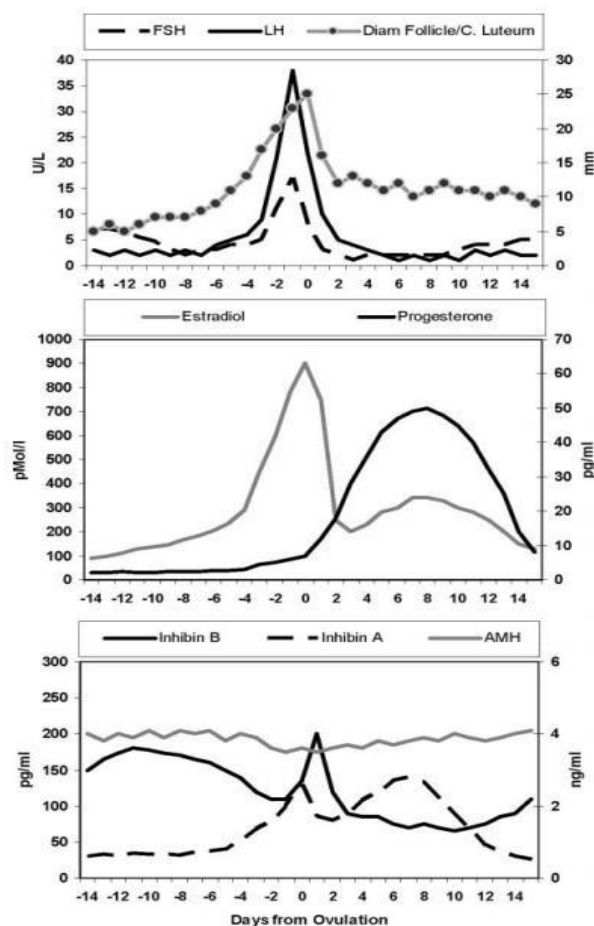 FSH LH Diam Follicle/C. Luteum
40 30
35
30 25
25 20
20 15
15
10 10
5 5
0 0
U/L
mm
-14 -12 -10 -8 -6 -4 -2 0 2 4 6 8 10 12 14
Estradiol Progesterone
1000 70
900 60
800
700 50
600 40
500
400 30
300 20
200
100 10
0 0
pMol/l
pg/ml
-14 -12 -10 -8 -6 -4 -2 0 2 4 6 8 10 12 14
Inhibin B Inhibin A AMH
300 6
250
200 4
150
100 2
50
0 0
pg/ml
ng/ml
-14 -12 -10 -8 -6 -4 -2 0 2 4 6 8 10 12 14
Days from Ovulation